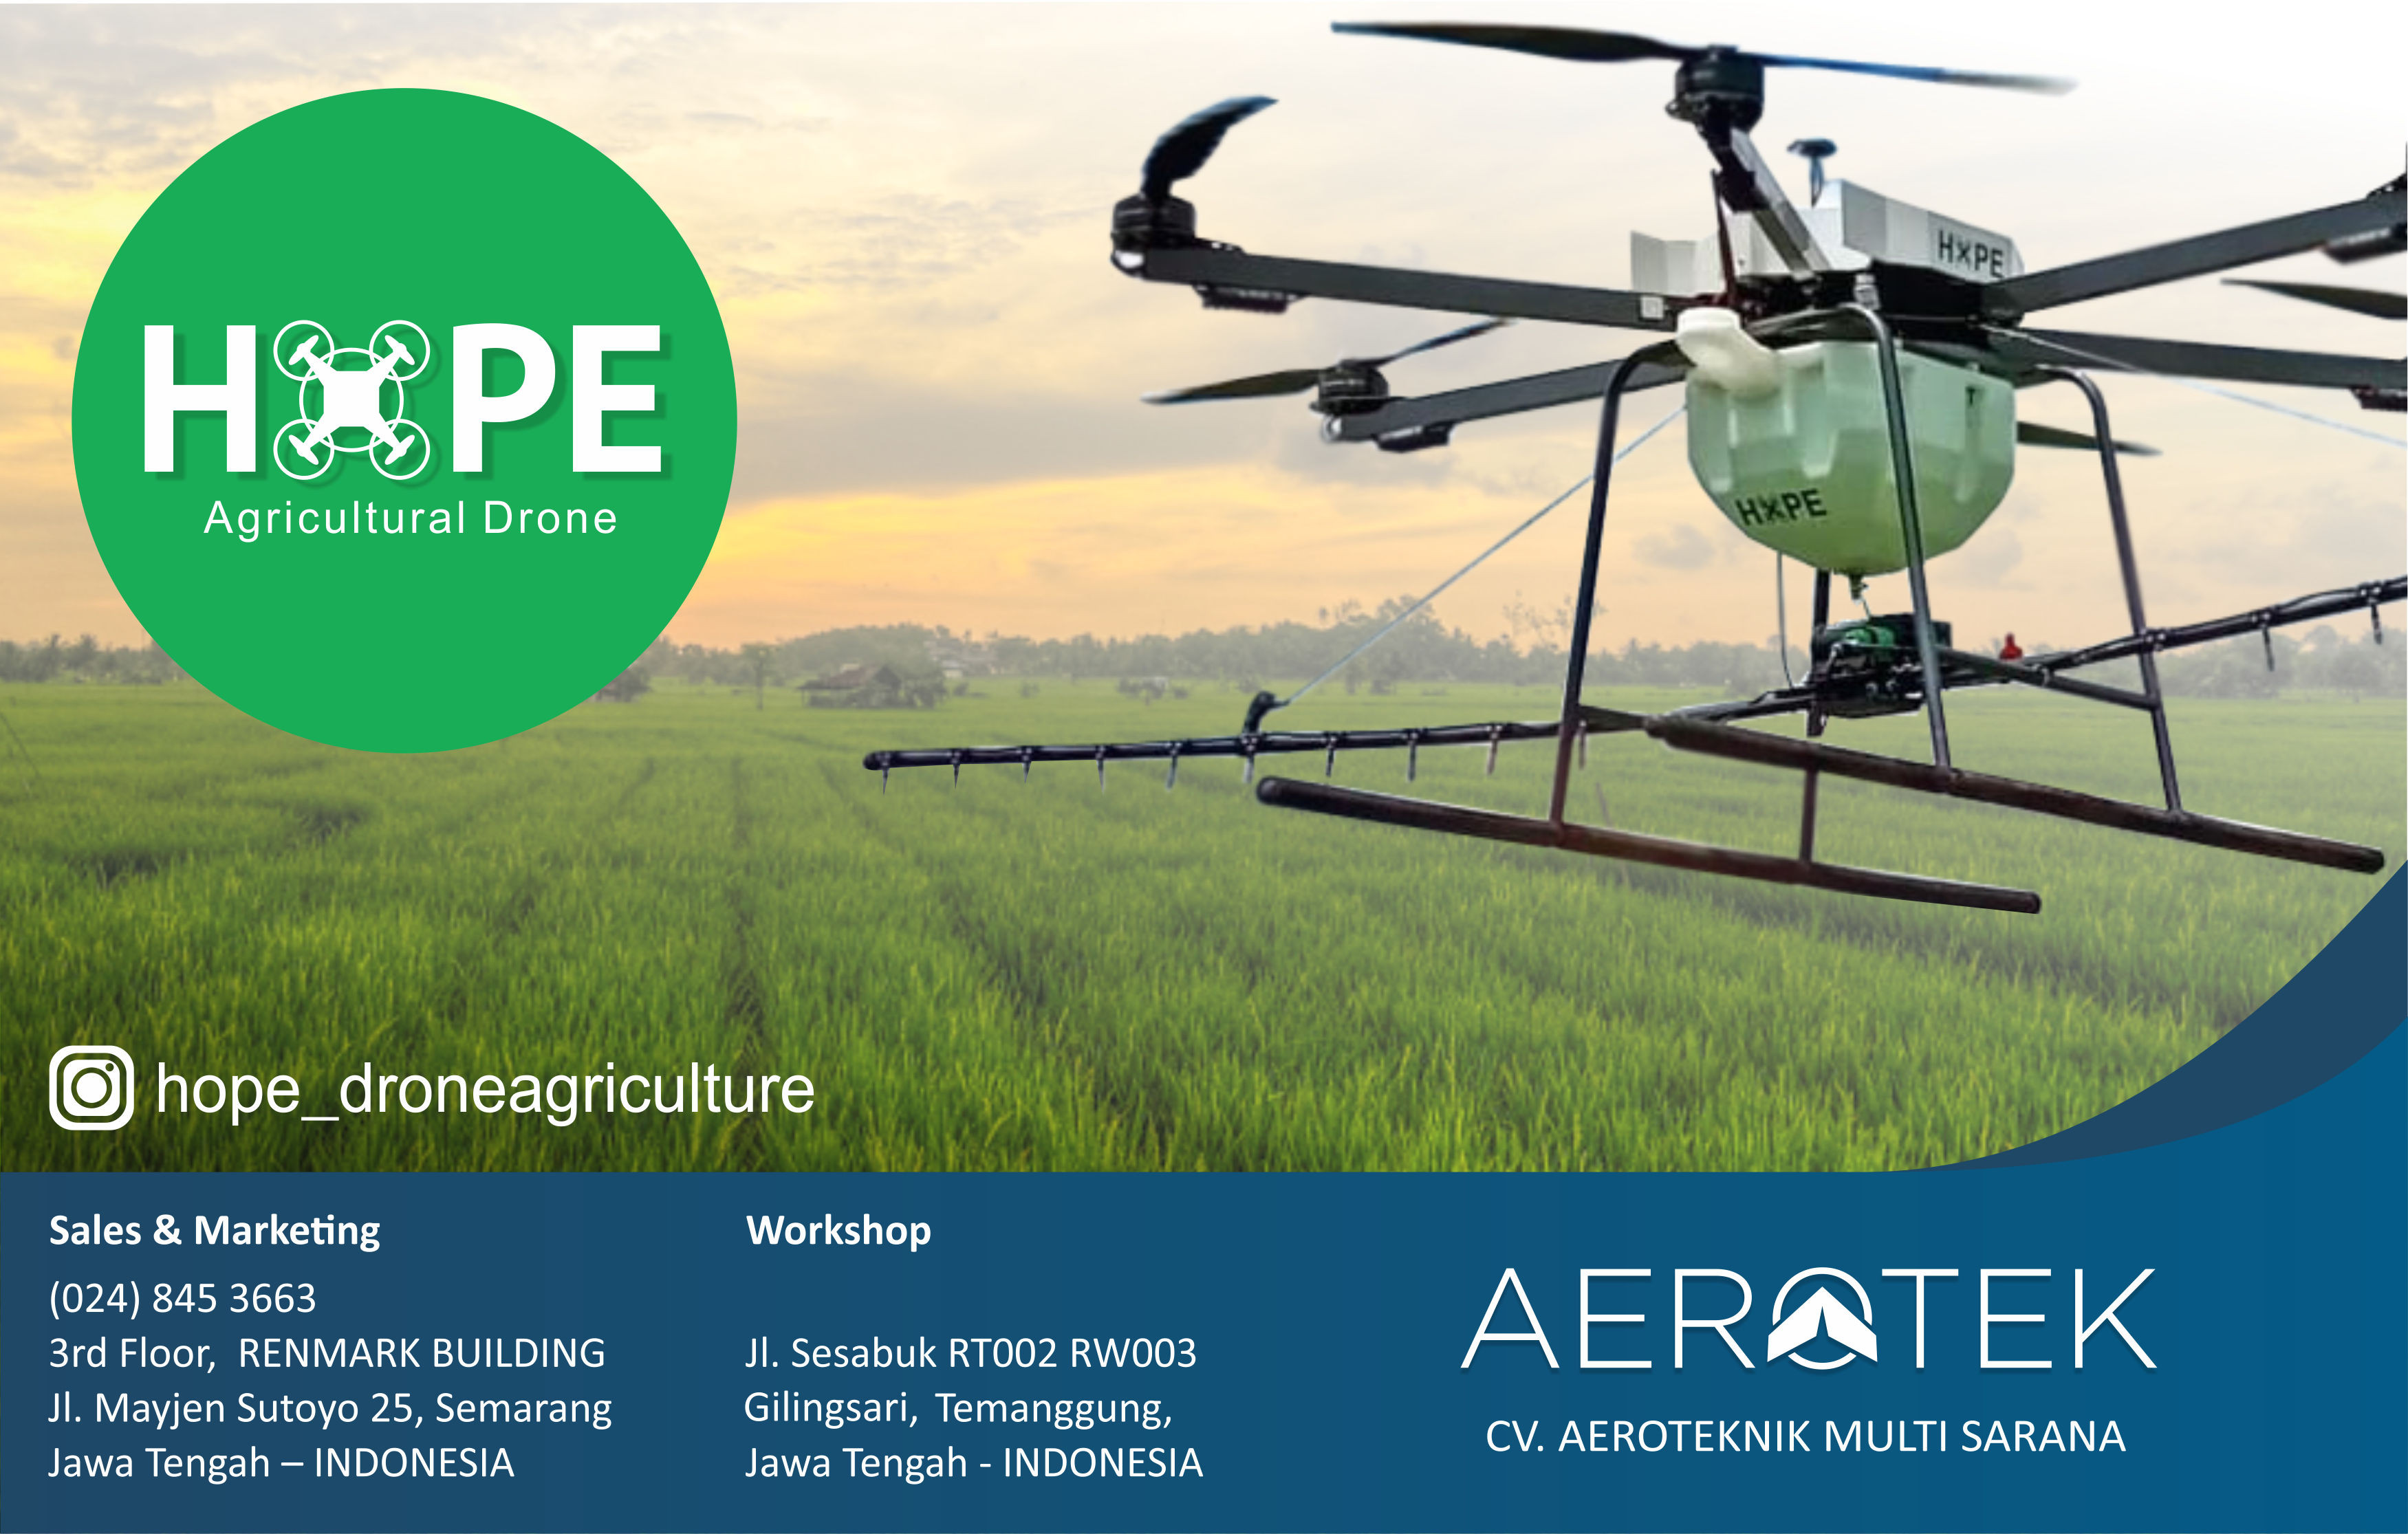 HOPE
Agricultural Drone
HOPE
HOPE
hope_droneagriculture
Sales & Marketing
(024) 845 3663
3rd Floor, RENMARK BUILDING
Jl. Mayjen Sutoyo 25, Semarang
Jawa Tengah – INDONESIA
Workshop
Jl. Sesabuk RT002 RW003
Gilingsari, Temanggung,
Jawa Tengah - INDONESIA
AEROTEK
CV. AEROTEKNIK MULTI SARANA